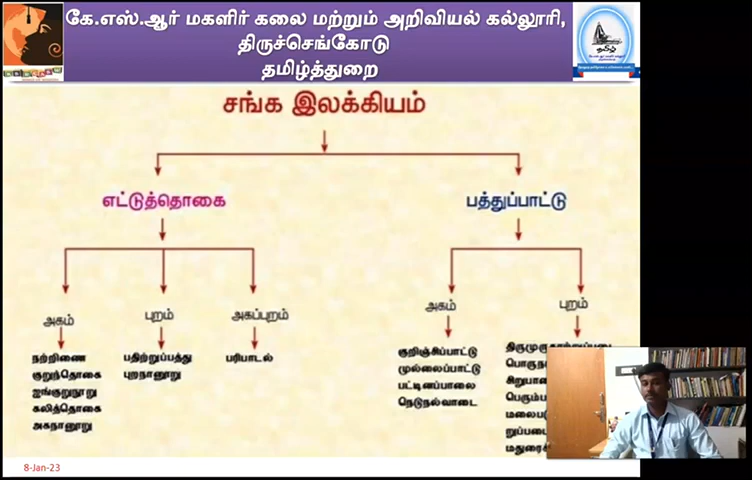 கே.எஸ்.ஆர் மகளிர் கலை மற்றும் அறிவியல் கல்லூரி,
திருச்செங்கோடு
தமிழ்த்துறை
தமிழ்
சங்க இலக்கியம்
எட்டுத்தொகை
பத்துப்பாட்டு
அகம்
புறம்
அகப்புறம்
அகம்
புறம்
நற்றிணை
குறுந்தொகை
ஐங்குறுநூறு
கலித்தொகை
அகநானூறு
பதிற்றுப்பத்து
புறநானூறு
பரிபாடல்
குறிஞ்சிப்பாட்டு
முல்லைப்பாட்டு
பட்டினப்பாலை
நெடுநல்வாடை
8-Jan-23